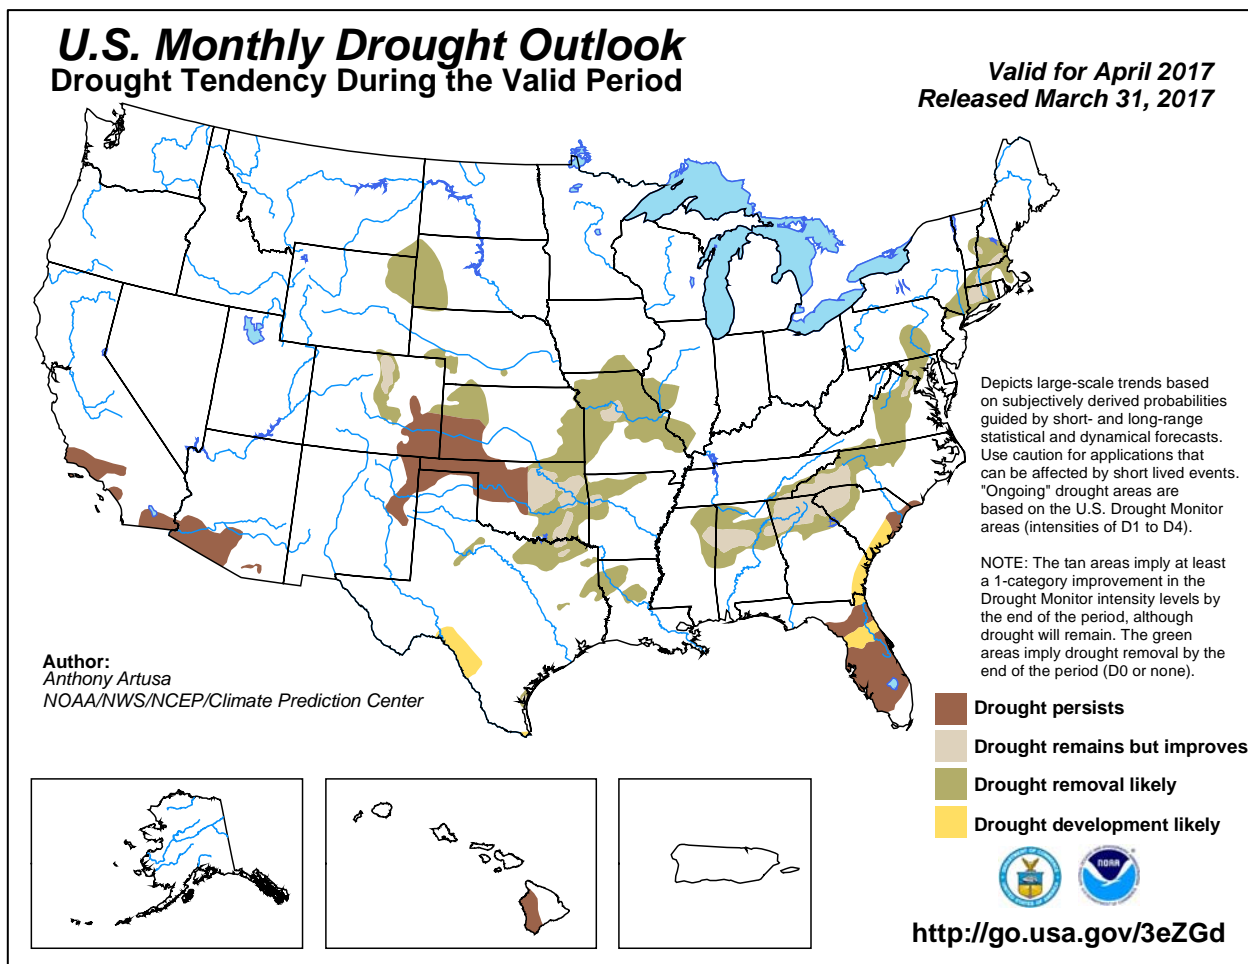 U.S. Monthly Drought Outlook
Drought Tendency During the Valid Period
Valid for April 2017
Released March 31, 2017
Depicts large-scale trends based
on subjectively derived probabilities
guided by short- and long-range
statistical and dynamical forecasts.
Use caution for applications that
can be affected by short lived events.
"Ongoing" drought areas are
based on the U.S. Drought Monitor
areas (intensities of D1 to D4).
NOTE: The tan areas imply at least
a 1-category improvement in the
Drought Monitor intensity levels by
the end of the period, although
drought will remain. The green
areas imply drought removal by the
end of the period (D0 or none).
Author:
Anthony Artusa
NOAA/NWS/NCEP/Climate Prediction Center
Drought persists
Drought remains but improves
Drought removal likely
Drought development likely
NOAA
http://go.usa.gov/3eZGd